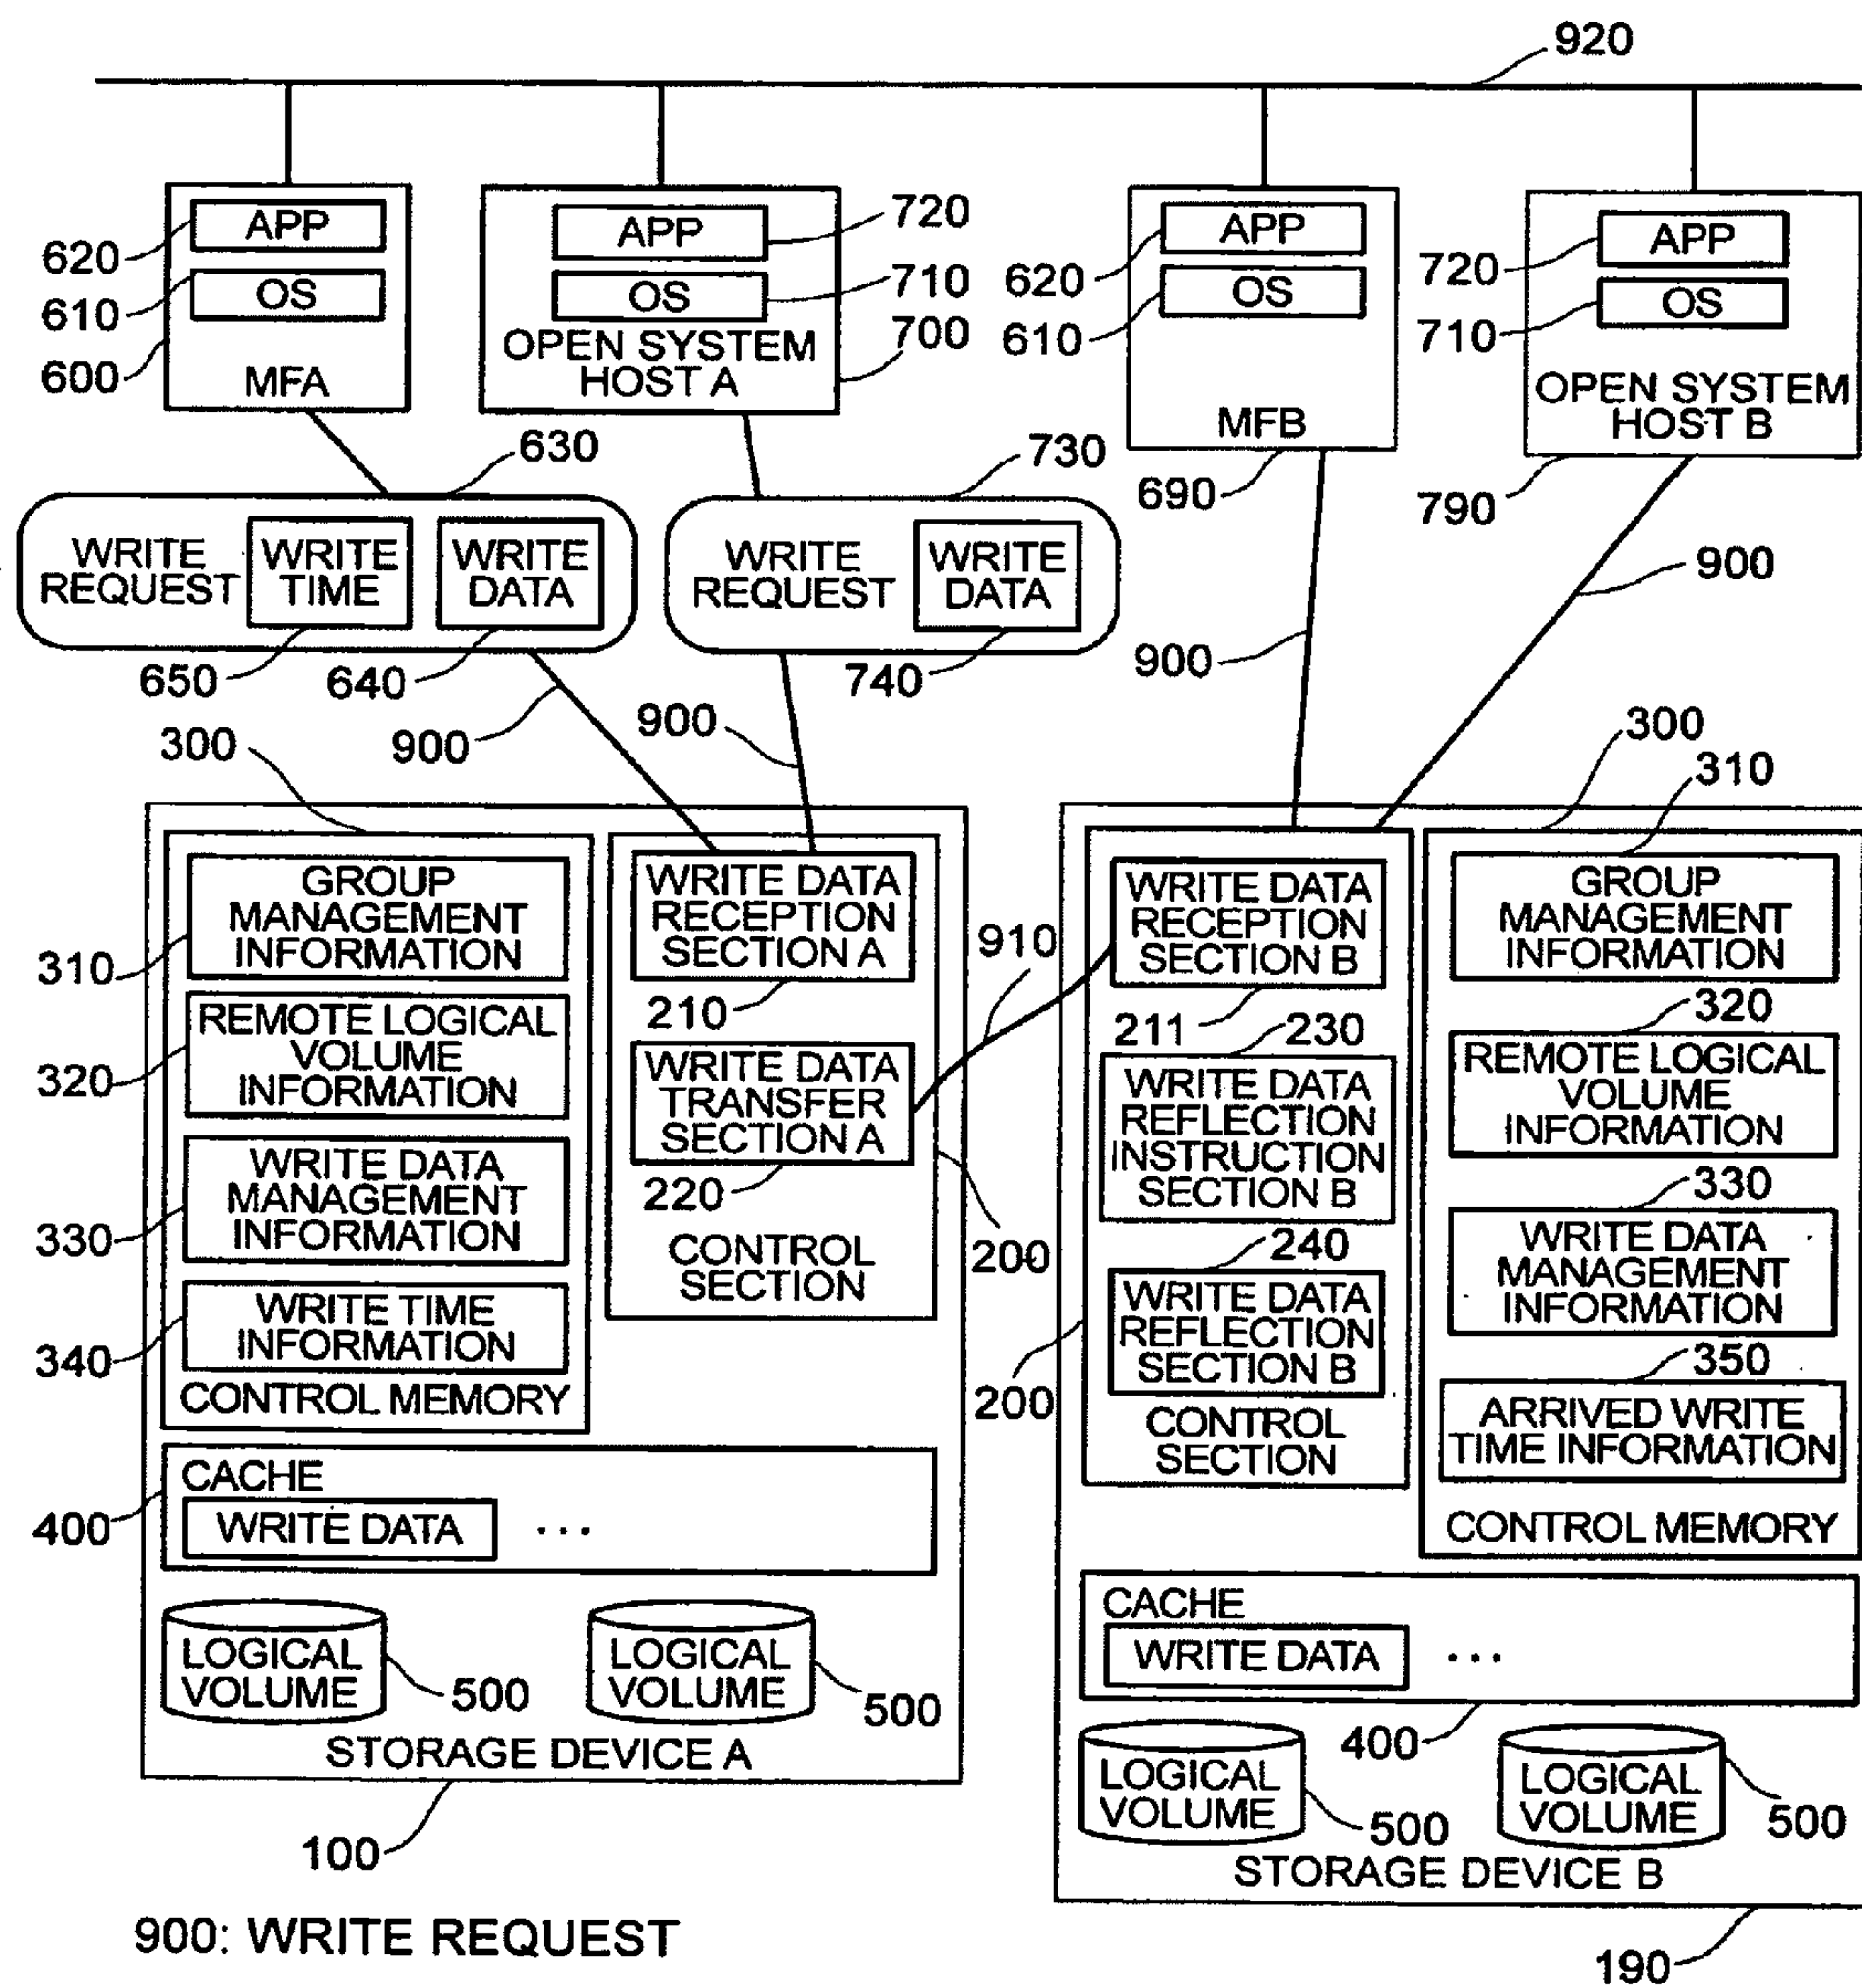 920
APP
620
OS
610
600
MFA
APP
720
OS
710
OPEN SYSTEM
HOST A
700
APP
620
OS
610
MFB
690
APP
720
OS
710
OPEN SYSTEM
HOST B
790
630
WRITE
REQUEST
WRITE
TIME
WRITE
DATA
650
640
730
WRITE
REQUEST
WRITE
DATA
740
900
900
900
900
300
GROUP
MANAGEMENT
INFORMATION
310
REMOTE LOGICAL
VOLUME
INFORMATION
320
WRITE DATA
MANAGEMENT
INFORMATION
330
WRITE TIME
INFORMATION
340
CONTROL MEMORY
WRITE DATA
RECEPTION
SECTION A
210
WRITE DATA
TRANSFER
SECTION A
220
CONTROL
SECTION
200
910
CACHE
WRITE DATA
...
400
LOGICAL
VOLUME
500
LOGICAL
VOLUME
500
STORAGE DEVICE A
100
WRITE DATA
RECEPTION
SECTION B
211
230
WRITE DATA
REFLECTION
INSTRUCTION
SECTION B
240
WRITE DATA
REFLECTION
SECTION B
200
CONTROL
SECTION
300
310
GROUP
MANAGEMENT
INFORMATION
320
REMOTE LOGICAL
VOLUME
INFORMATION
330
WRITE DATA
MANAGEMENT
INFORMATION
350
ARRIVED WRITE
TIME INFORMATION
CONTROL MEMORY
CACHE
WRITE DATA
...
400
LOGICAL
VOLUME
500
LOGICAL
VOLUME
500
STORAGE DEVICE B
190
900: WRITE REQUEST